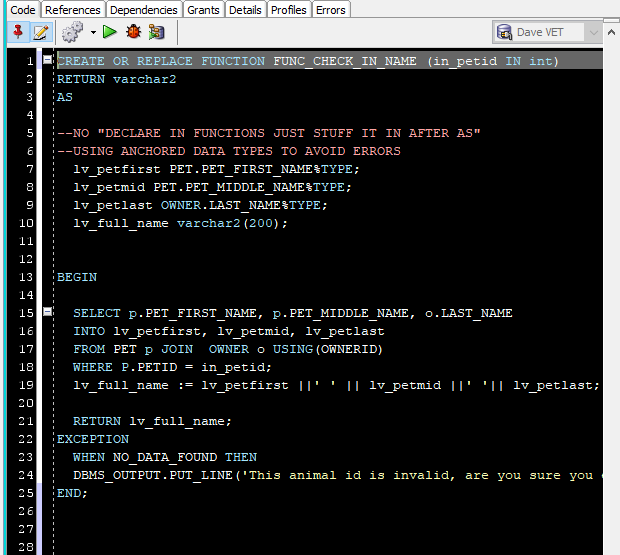 Code References Dependencies Grants Details Profiles Errors
Dave VET
1 CREATE OR REPLACE FUNCTION FUNC_CHECK_IN_NAME (in_petid IN int)
2 RETURN varchar2
3 AS
4
5 --NO "DECLARE IN FUNCTIONS JUST STUFF IT IN AFTER AS"
6 --USING ANCHORED DATA TYPES TO AVOID ERRORS
7 lv_petfirst PET.PET_FIRST_NAME%TYPE;
8 lv_petmid PET.PET_MIDDLE_NAME%TYPE;
9 lv_petlast OWNER.LAST_NAME%TYPE;
10 lv_full_name varchar2(200);
11
12
13 BEGIN
14
15 SELECT p.PET_FIRST_NAME, p.PET_MIDDLE_NAME, o.LAST_NAME
16 INTO lv_petfirst, lv_petmid, lv_petlast
17 FROM PET p JOIN  OWNER o USING(OWNERID)
18 WHERE P.PETID = in_petid;
19 lv_full_name := lv_petfirst ||' ' || lv_petmid ||' '|| lv_petlast;
20
21 RETURN lv_full_name;
22 EXCEPTION
23 WHEN NO_DATA_FOUND THEN
24 DBMS_OUTPUT.PUT_LINE('This animal id is invalid, are you sure you
25 END;
26
27
28